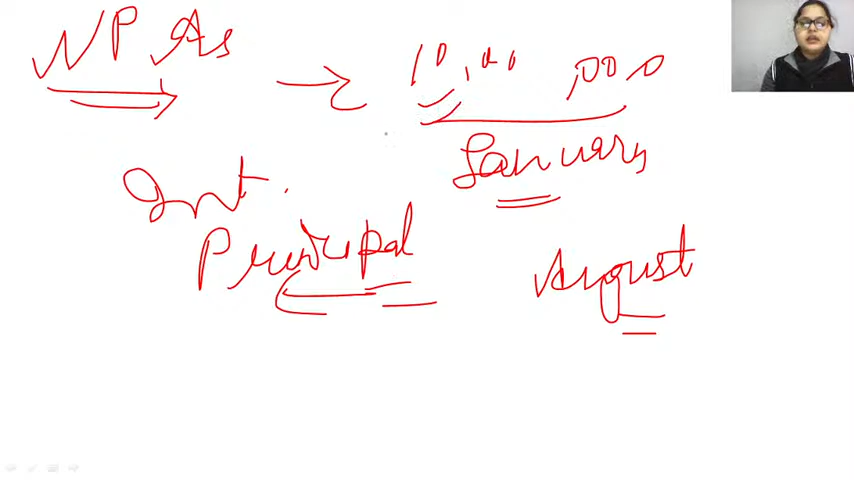 NPAs → 10,00,000
January
Int.
Principal
August